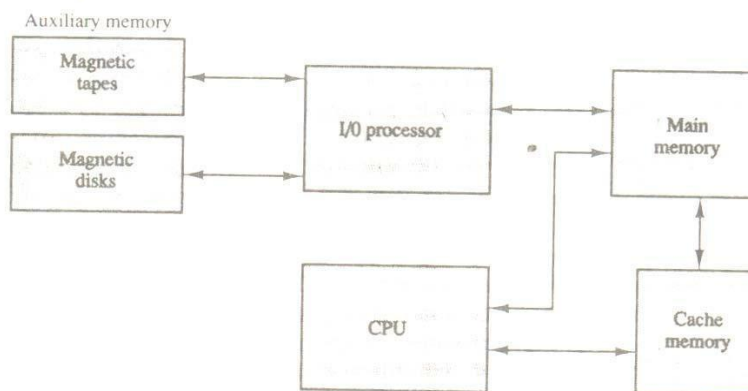 Auxiliary memory
Magnetic
tapes
I/0 processor
Main
memory
Magnetic
disks
CPU
Cache
memory